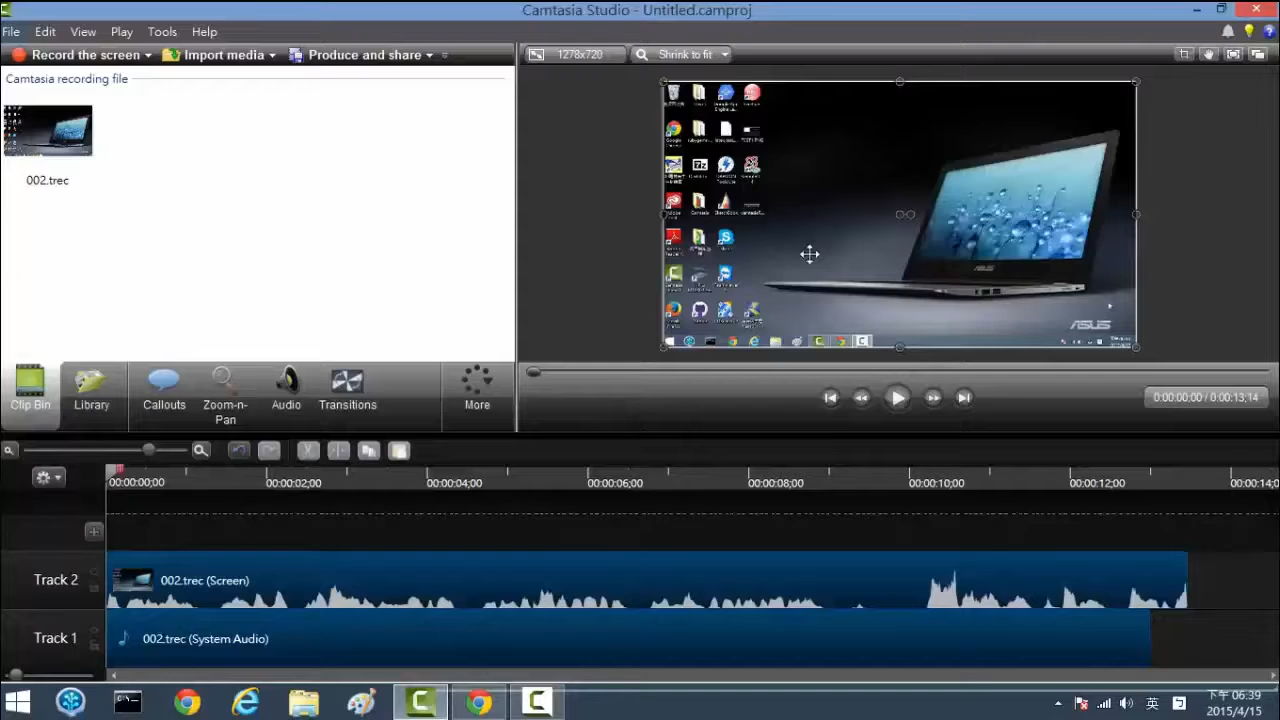 Camtasia Studio - Untitled.camproj
File Edit View Play Tools Help
Record the screen Import media Produce and share
1278x720 Shrink to fit
Camtasia recording file
002.trec
ASUS
ASUS
Clip Bin Library Callouts Zoom-n-Pan Audio Transitions More
0:00:00;00 / 0:00:13;14
00:00:00;00 00:00:02;00 00:00:04;00 00:00:06;00 00:00:08;00 00:00:10;00 00:00:12;00 00:00:14;0
Track 2 002.trec (Screen)
Track 1 002.trec (System Audio)
英
下午 06:39
2015/4/15